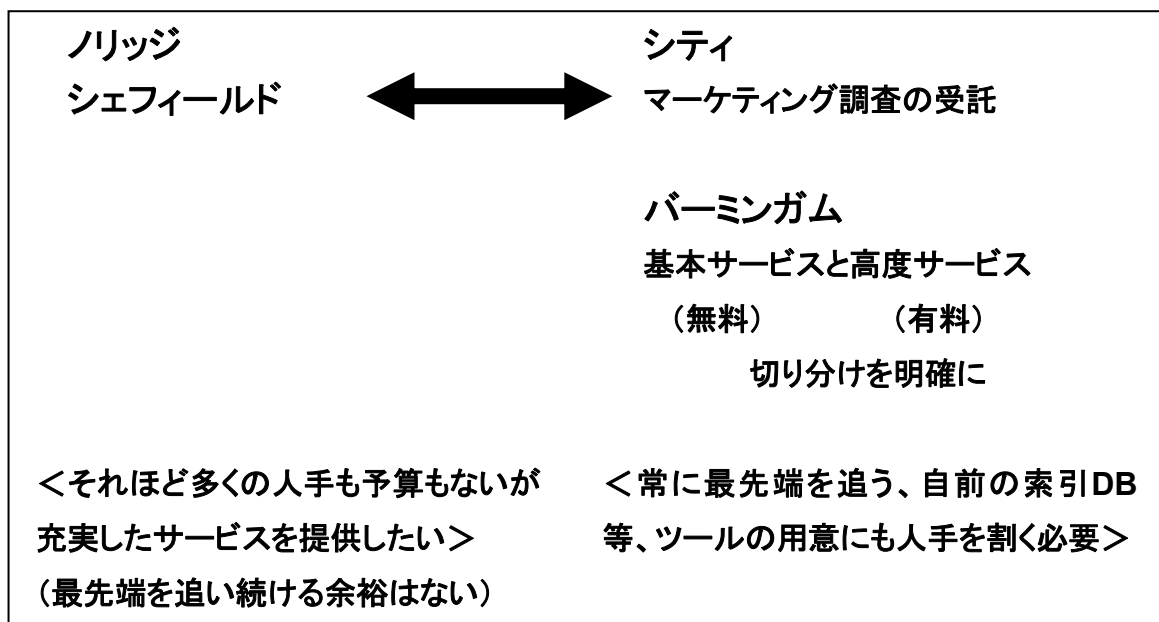 ノリッジ
シェフィールド
シティ
マーケティング調査の受託
バーミンガム
基本サービスと高度サービス
（無料）　　　　（有料）
切り分けを明確に
＜それほど多くの人手も予算もないが
充実したサービスを提供したい＞
（最先端を追い続ける余裕はない）
＜常に最先端を追う、自前の索引DB
等、ツールの用意にも人手を割く必要＞